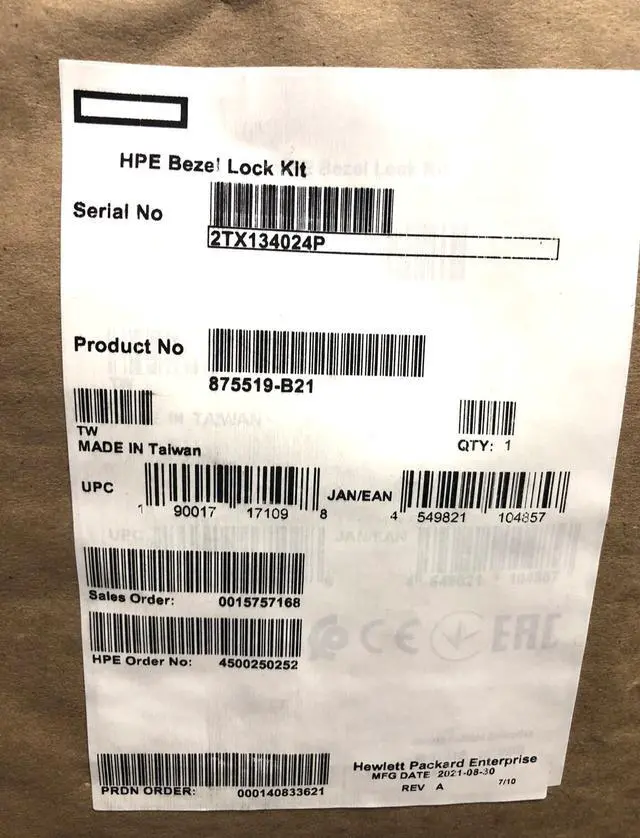 HPE Bezel Lock Kit
Serial No
2TX134024P
Product No
875519-B21
TW
MADE IN Taiwan
QTY: 1
UPC 1 90017 17109 8 JAN/EAN 4 549821 104857
Sales Order: 0015757168
HPE Order No: 4500250252
CE EAC
Hewlett Packard Enterprise
MFG DATE 2021-08-30
PRDN ORDER: 000140833621
REV A 7/10